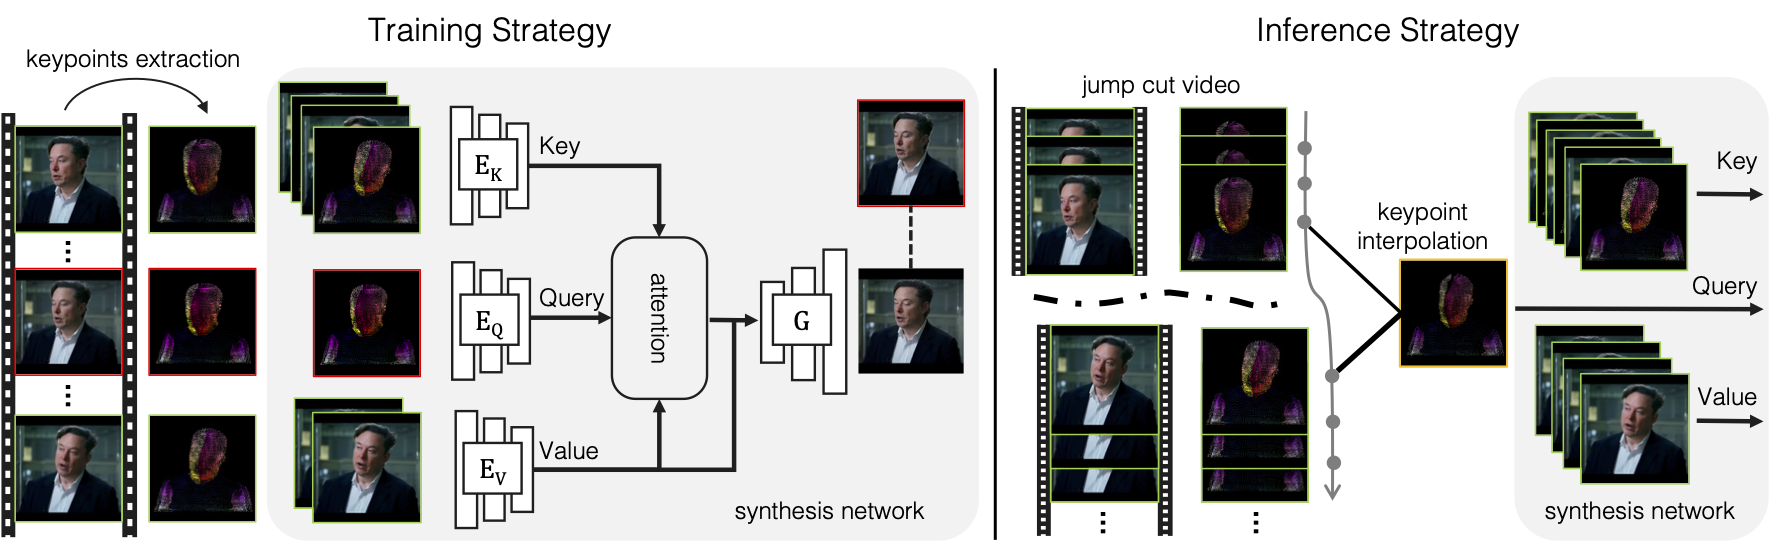 Training Strategy
keypoints extraction
E_K
Key
E_Q
Query
attention
G
E_V
Value
synthesis network
Inference Strategy
jump cut video
keypoint
interpolation
Key
Query
Value
synthesis network